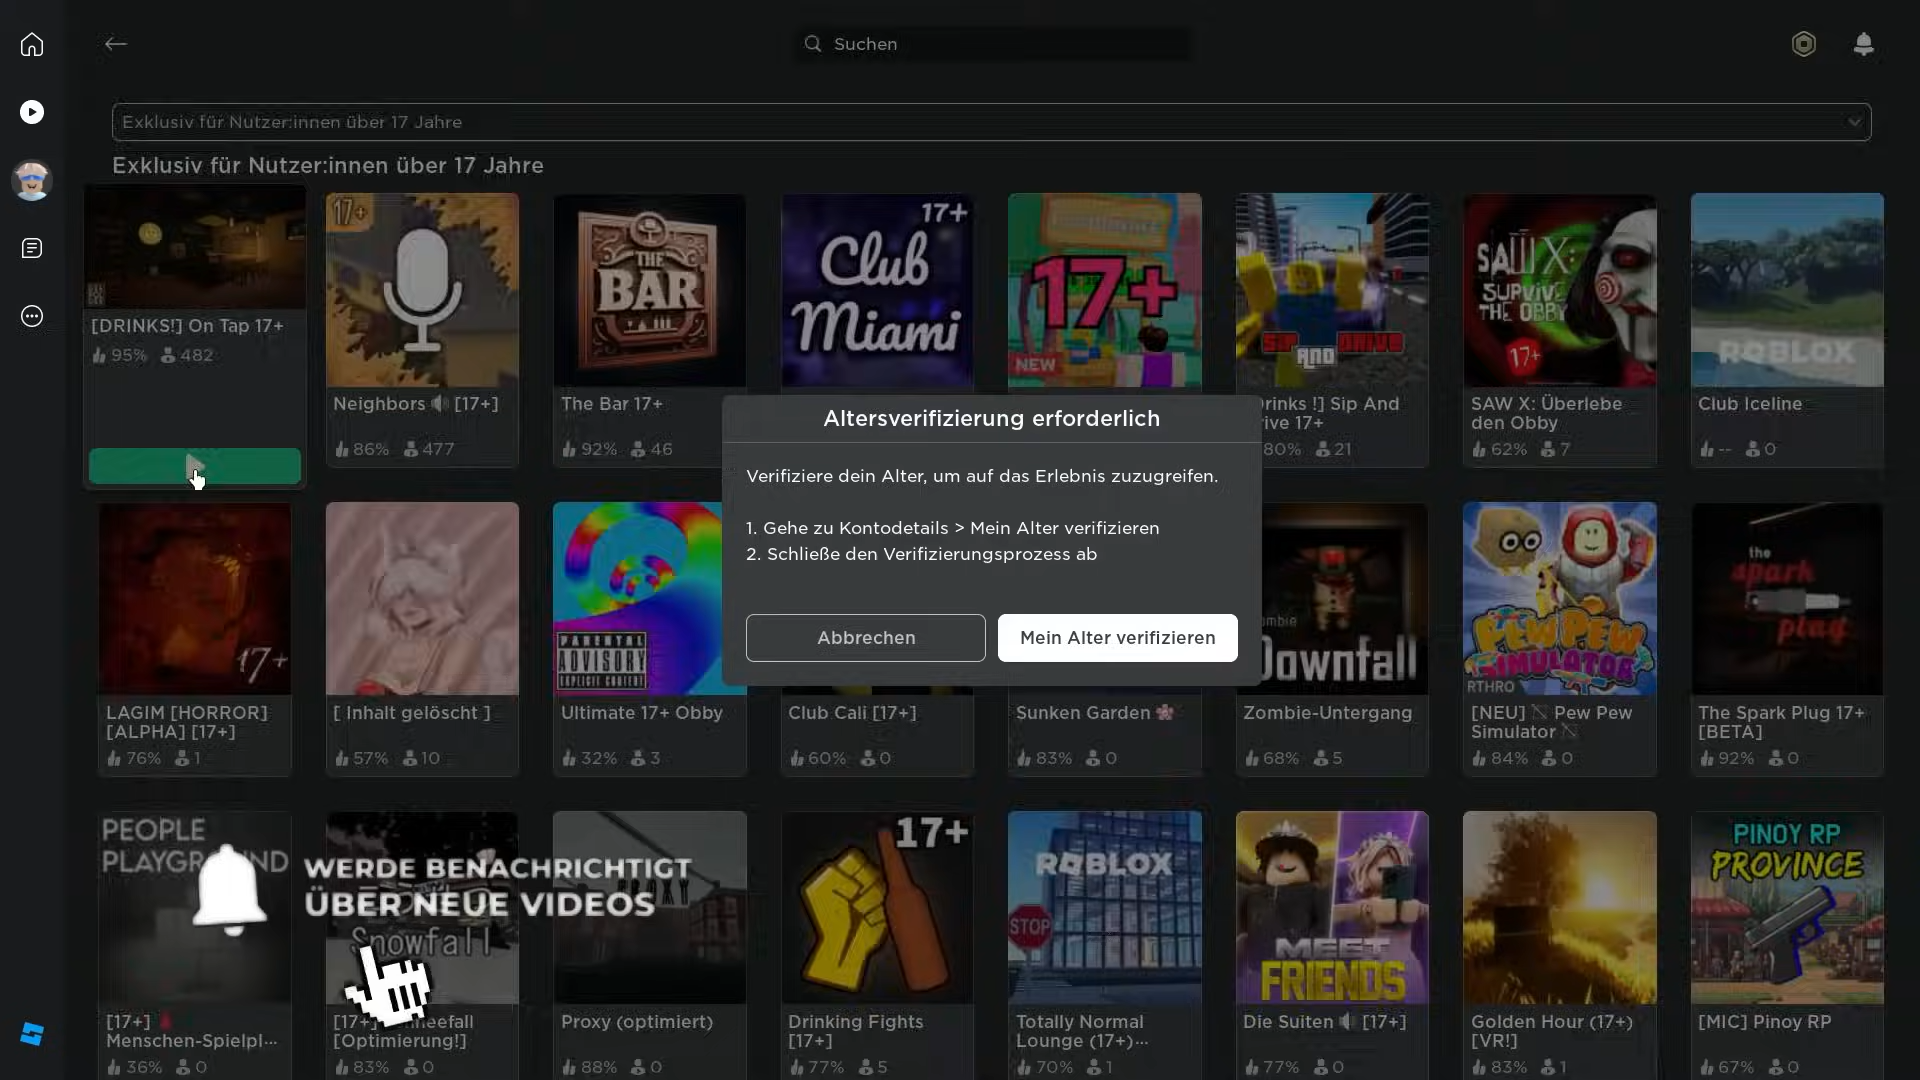 Suchen
Exklusiv für Nutzer:innen über 17 Jahre
Exklusiv für Nutzer:innen über 17 Jahre
[DRINKS!] On Tap 17+
95% 482
17+
Neighbors [17+]
86% 477
THE
BAR
The Bar 17+
92% 46
17+
Club
Miami
17+
NEW
SIP AND DRIVE
rinks !] Sip And
rive 17+
80% 21
SAW X:
SURVIVE
THE OBBY
17+
SAW X: Überlebe
den Obby
62% 7
ROBLOX
Club Iceline
-- 0
Altersverifizierung erforderlich
Verifiziere dein Alter, um auf das Erlebnis zuzugreifen.
1. Gehe zu Kontodetails > Mein Alter verifizieren
2. Schließe den Verifizierungsprozess ab
Abbrechen
Mein Alter verifizieren
17+
LAGIM [HORROR]
[ALPHA] [17+]
76% 1
[ Inhalt gelöscht ]
57% 10
PARENTAL
ADVISORY
EXPLICIT CONTENT
Ultimate 17+ Obby
32% 3
Club Cali [17+]
60% 0
Sunken Garden
83% 0
ombie
Downfall
Zombie-Untergang
68% 5
PEW PEW
SIMULATOR
RTHRO
[NEU] Pew Pew
Simulator
84% 0
the
spark
plug
The Spark Plug 17+
[BETA]
92% 0
PEOPLE
PLAYGROUND
WERDE BENACHRICHTIGT
ÜBER NEUE VIDEOS
[17+]
Menschen-Spielpl...
36% 0
Snowfall
[17+] neefall
[Optimierung!]
83% 0
PROXY
Proxy (optimiert)
88% 0
17+
Drinking Fights
[17+]
77% 5
ROBLOX
STOP
Totally Normal
Lounge (17+)...
70% 1
MEET
FRIENDS
Die Suiten [17+]
77% 0
Golden Hour (17+)
[VR!]
83% 1
PINOY RP
PROVINCE
[MIC] Pinoy RP
67% 0